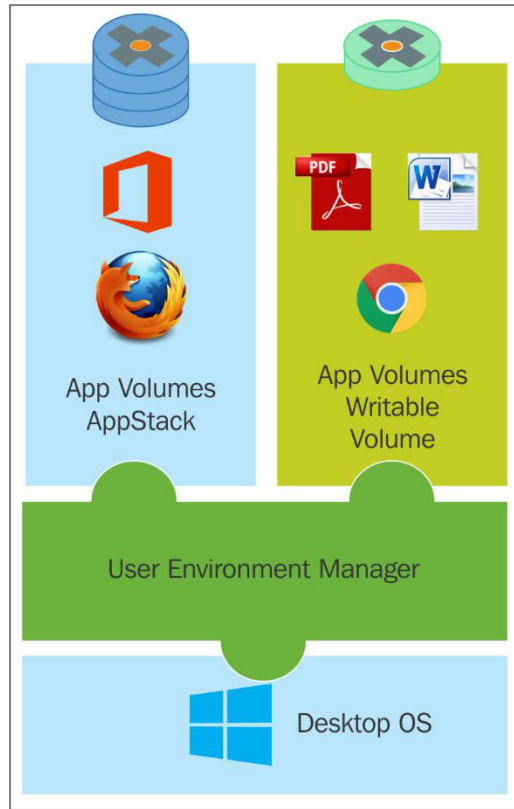 PDF
W
App Volumes
AppStack
App Volumes
Writable
Volume
User Environment Manager
Desktop OS